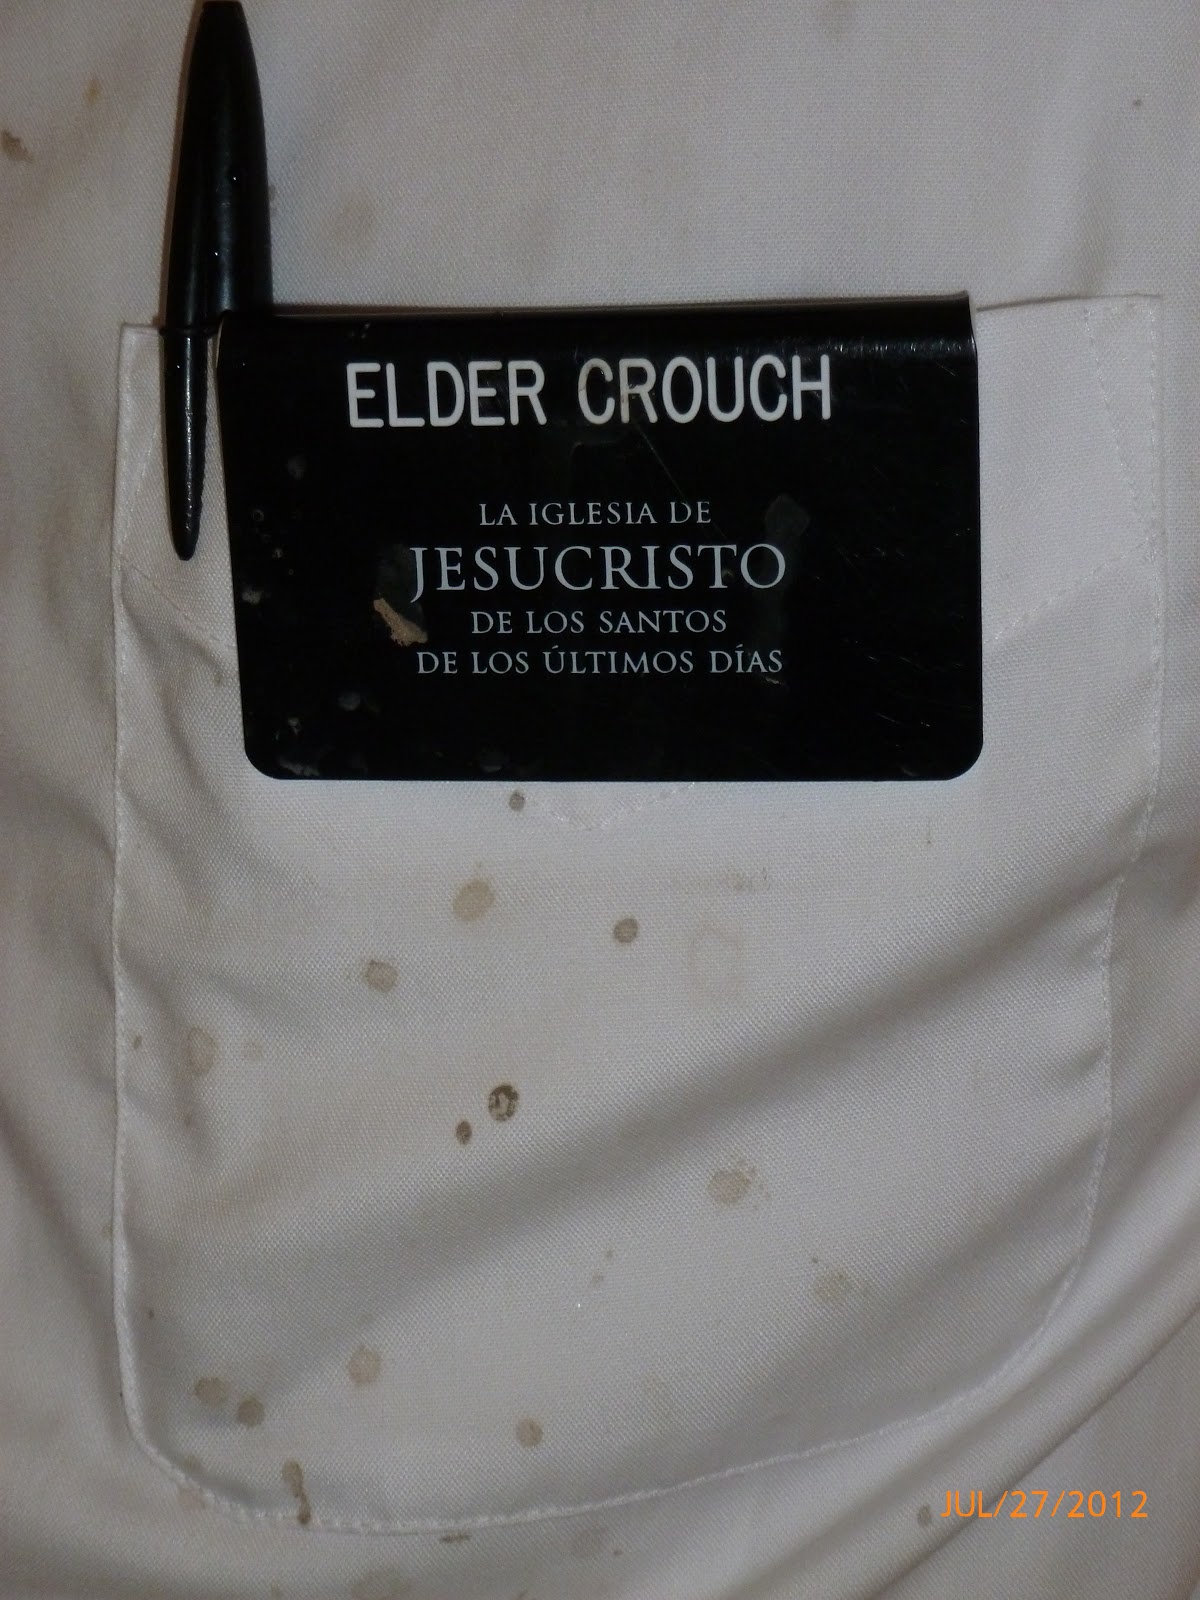 ELDER CROUCH
LA IGLESIA DE
JESUCRISTO
DE LOS SANTOS
DE LOS ÚLTIMOS DÍAS
JUL/27/2012